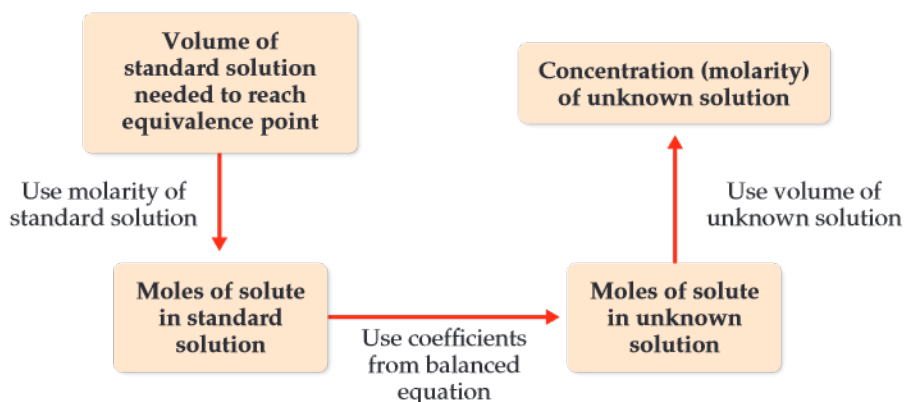 Volume of
standard solution
needed to reach
equivalence point
Use molarity of
standard solution
Moles of solute
in standard
solution
Use coefficients
from balanced
equation
Moles of solute
in unknown
solution
Use volume of
unknown solution
Concentration (molarity)
of unknown solution